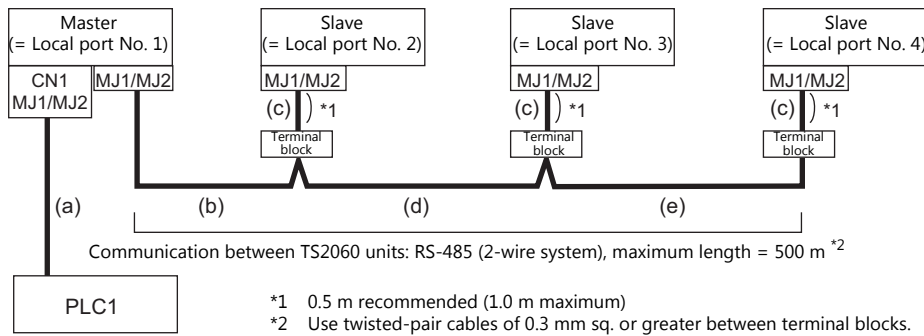 Master
(= Local port No. 1)
Slave
(= Local port No. 2)
Slave
(= Local port No. 3)
Slave
(= Local port No. 4)
CN1
MJ1/MJ2
MJ1/MJ2
MJ1/MJ2
MJ1/MJ2
MJ1/MJ2
(c)
*1
(c)
*1
(c)
*1
Terminal
block
Terminal
block
Terminal
block
(a)
(b)
(d)
(e)
Communication between TS2060 units: RS-485 (2-wire system), maximum length = 500 m *2
PLC1
*1 0.5 m recommended (1.0 m maximum)
*2 Use twisted-pair cables of 0.3 mm sq. or greater between terminal blocks.